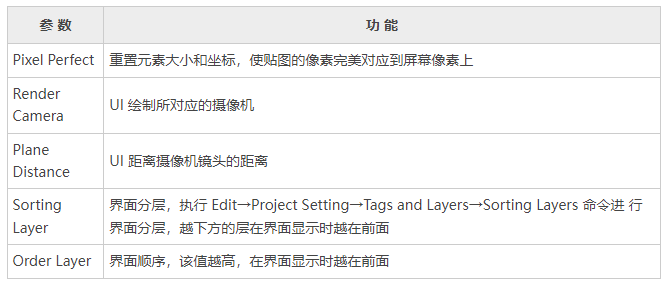 参 数 功 能
Pixel Perfect 重置元素大小和坐标，使贴图的像素完美对应到屏幕像素上
Render
Camera
UI 绘制所对应的摄像机
Plane
Distance
UI 距离摄像机镜头的距离
Sorting
Layer
界面分层，执行 Edit→Project Setting→Tags and Layers→Sorting Layers 命令进 行
界面分层，越下方的层在界面显示时越在前面
Order Layer 界面顺序，该值越高，在界面显示时越在前面